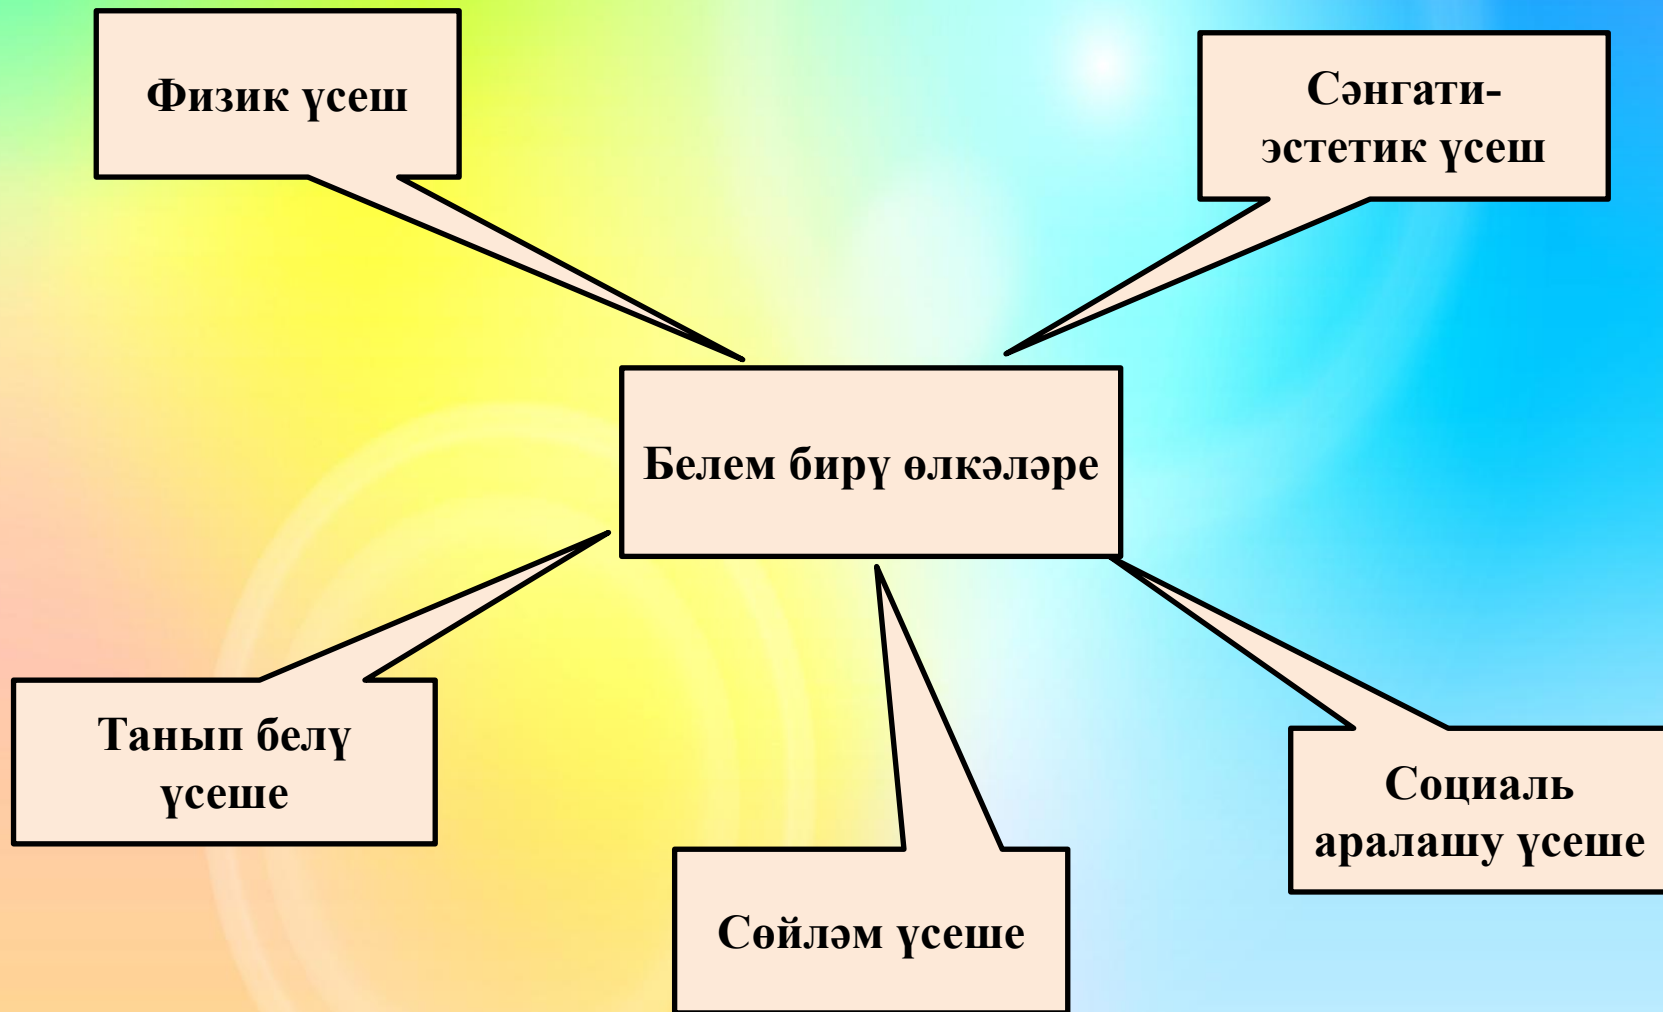 Физик үсеш
Сәнгати-
эстетик үсеш
Белем бирү өлкәләре
Танып белү
үсеше
Социаль
аралашу үсеше
Сөйләм үсеше